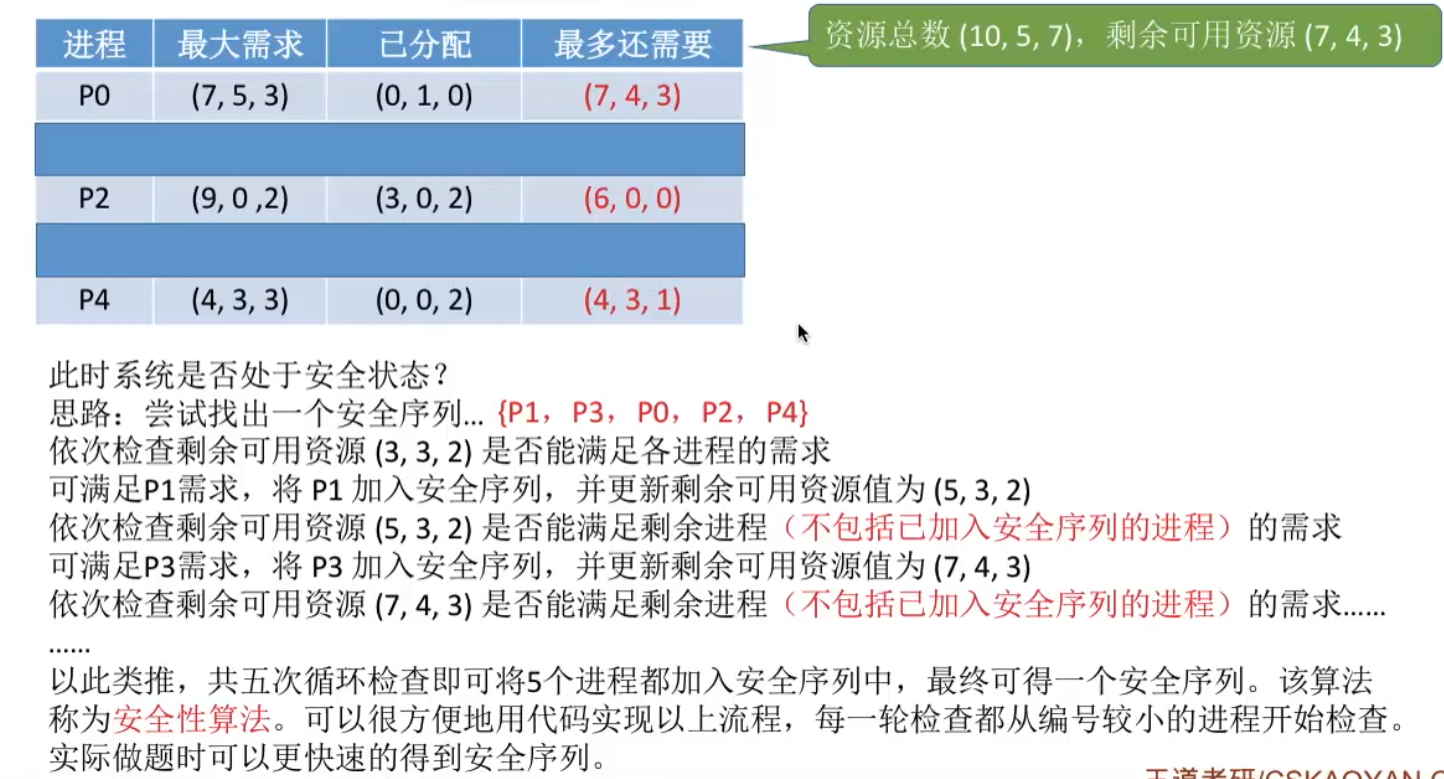 进程 最大需求 已分配 最多还需要
资源总数 (10, 5, 7)，剩余可用资源 (7, 4, 3)
P0 (7, 5, 3) (0, 1, 0) (7, 4, 3)
P2 (9, 0 ,2) (3, 0, 2) (6, 0, 0)
P4 (4, 3, 3) (0, 0, 2) (4, 3, 1)
此时系统是否处于安全状态？
思路：尝试找出一个安全序列... {P1，P3，P0，P2，P4}
依次检查剩余可用资源 (3, 3, 2) 是否能满足各进程的需求
可满足P1需求，将 P1 加入安全序列，并更新剩余可用资源值为 (5, 3, 2)
依次检查剩余可用资源 (5, 3, 2) 是否能满足剩余进程（不包括已加入安全序列的进程）的需求
可满足P3需求，将 P3 加入安全序列，并更新剩余可用资源值为 (7, 4, 3)
依次检查剩余可用资源 (7, 4, 3) 是否能满足剩余进程（不包括已加入安全序列的进程）的需求……
……
以此类推，共五次循环检查即可将5个进程都加入安全序列中，最终可得一个安全序列。该算法
称为安全性算法。可以很方便地用代码实现以上流程，每一轮检查都从编号较小的进程开始检查。
实际做题时可以更快速的得到安全序列。
王道考研/CSKAOYAN.C